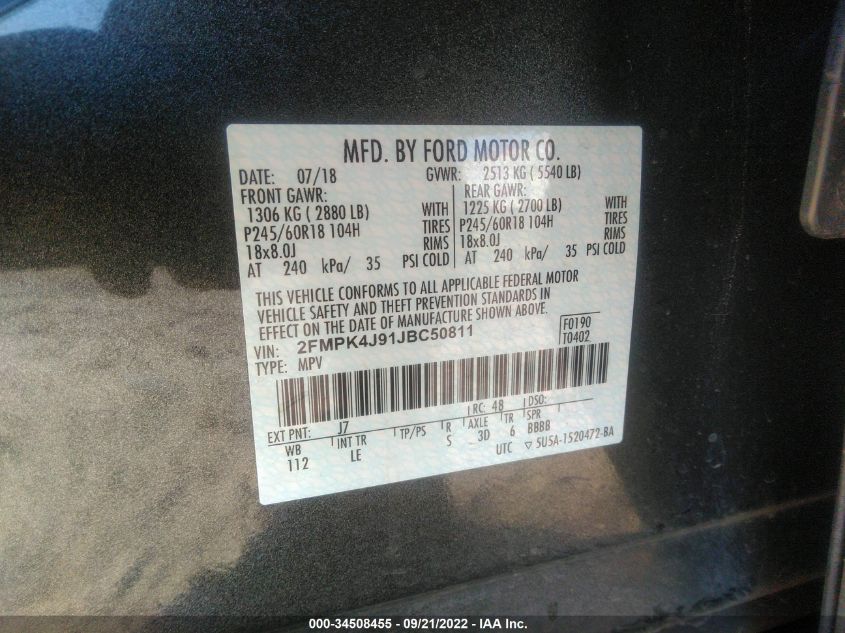 MFD. BY FORD MOTOR CO.
DATE: 07/18 GVWR: 2513 KG ( 5540 LB)
FRONT GAWR: REAR GAWR:
1306 KG ( 2880 LB) WITH 1225 KG ( 2700 LB) WITH
P245/60R18 104H TIRES P245/60R18 104H TIRES
18x8.0J RIMS 18x8.0J RIMS
AT 240 kPa/ 35 PSI COLD AT 240 kPa/ 35 PSI COLD
THIS VEHICLE CONFORMS TO ALL APPLICABLE FEDERAL MOTOR
VEHICLE SAFETY AND THEFT PREVENTION STANDARDS IN
EFFECT ON THE DATE OF MANUFACTURE SHOWN ABOVE.
VIN: 2FMPK4J91JBC50811 F0190
TYPE: MPV T0402
EXT PNT: J7 RC: 48 DSO:
WB INT TR TP/PS R AXLE TR SPR
112 LE S 3D 6 BBBB
UTC ▽ 5U5A-1520472-BA
000-34508455 - 09/21/2022 - IAA Inc.